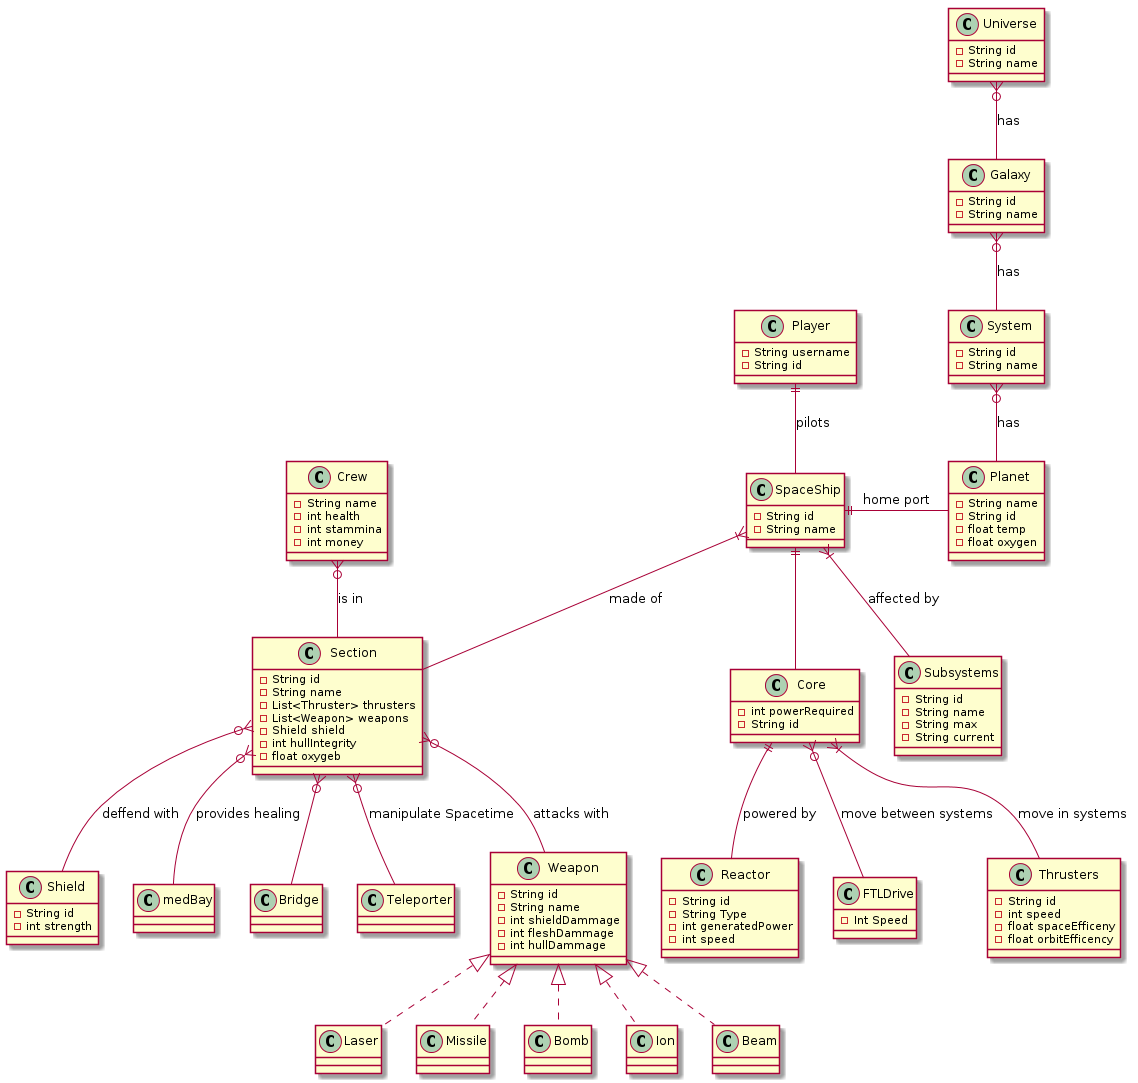 C Universe
String id
String name
has
C Galaxy
String id
String name
has
C Player
String username
String id
C System
String id
String name
pilots
has
C Crew
String name
int health
int stammina
int money
C SpaceShip
String id
String name
home port
C Planet
String name
String id
float temp
float oxygen
is in
made of
affected by
C Section
String id
String name
List<Thruster> thrusters
List<Weapon> weapons
Shield shield
int hullIntegrity
float oxygeb
C Core
int powerRequired
String id
C Subsystems
String id
String name
String max
String current
deffend with
provides healing
manipulate Spacetime
attacks with
powered by
move between systems
move in systems
C Shield
String id
int strength
C medBay
C Bridge
C Teleporter
C Weapon
String id
String name
int shieldDammage
int fleshDammage
int hullDammage
C Reactor
String id
String Type
int generatedPower
int speed
C FTLDrive
Int Speed
C Thrusters
String id
int speed
float spaceEfficeny
float orbitEfficency
C Laser
C Missile
C Bomb
C Ion
C Beam